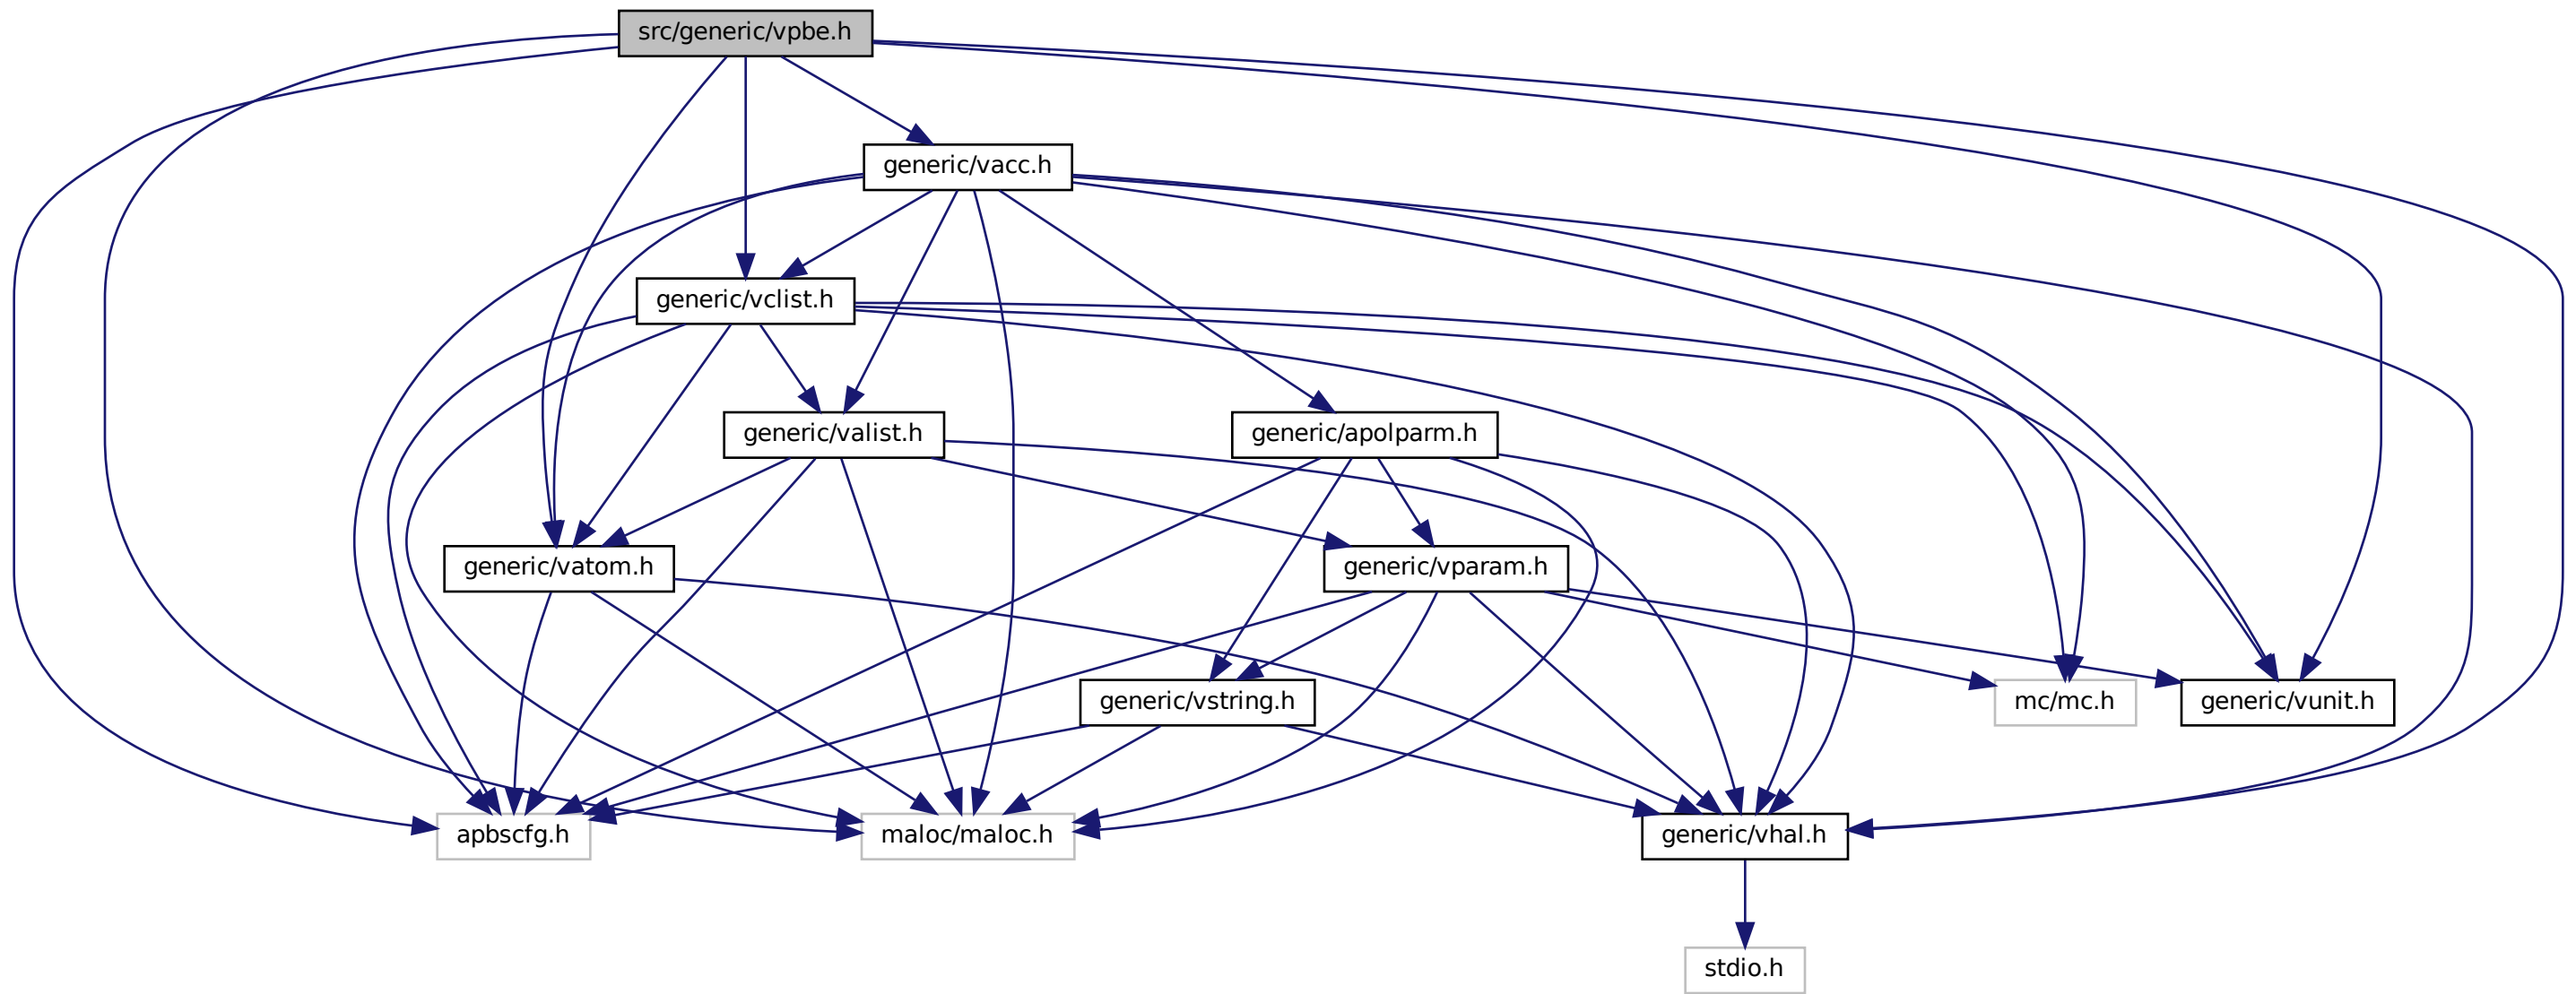 src/generic/vpbe.h
generic/vacc.h
generic/vclist.h
generic/valist.h
generic/apolparm.h
generic/vatom.h
generic/vparam.h
generic/vstring.h
mc/mc.h
generic/vunit.h
apbscfg.h
maloc/maloc.h
generic/vhal.h
stdio.h